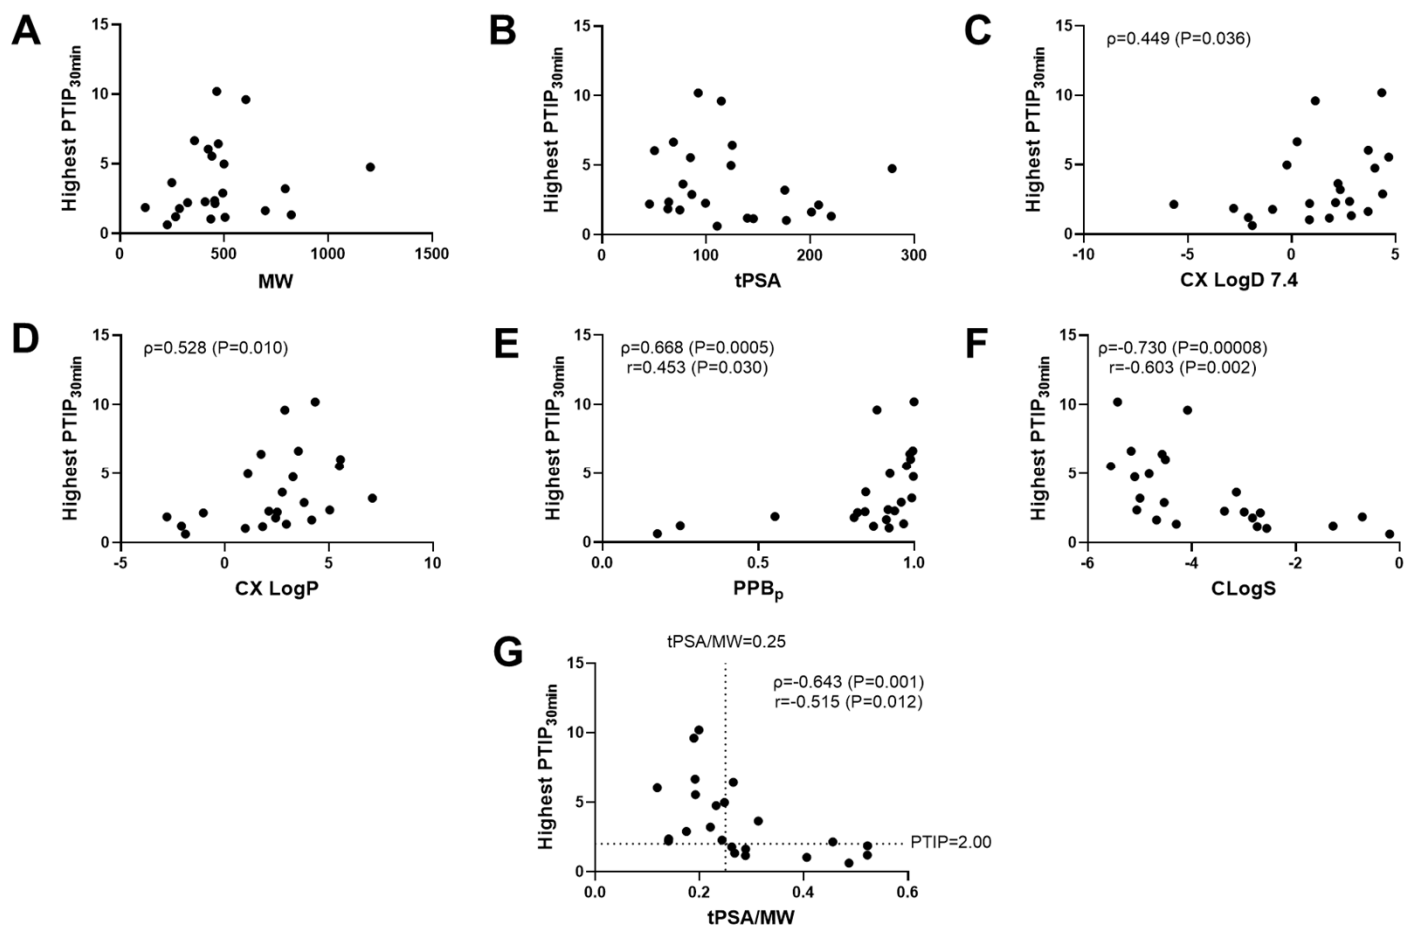 A
Highest PTIP30min
15
10
5
0
0
500
1000
1500
MW
B
Highest PTIP30min
15
10
5
0
0
100
200
300
tPSA
C
ρ=0.449 (P=0.036)
Highest PTIP30min
15
10
5
0
-10
-5
0
5
CX LogD 7.4
D
ρ=0.528 (P=0.010)
Highest PTIP30min
15
10
5
0
-5
0
5
10
CX LogP
E
ρ=0.668 (P=0.0005)
r=0.453 (P=0.030)
Highest PTIP30min
15
10
5
0
0.0
0.5
1.0
PPBp
F
ρ=-0.730 (P=0.00008)
r=-0.603 (P=0.002)
Highest PTIP30min
15
10
5
0
-6
-4
-2
0
CLogS
G
tPSA/MW=0.25
ρ=-0.643 (P=0.001)
r=-0.515 (P=0.012)
Highest PTIP30min
15
10
5
0
PTIP=2.00
0.0
0.2
0.4
0.6
tPSA/MW